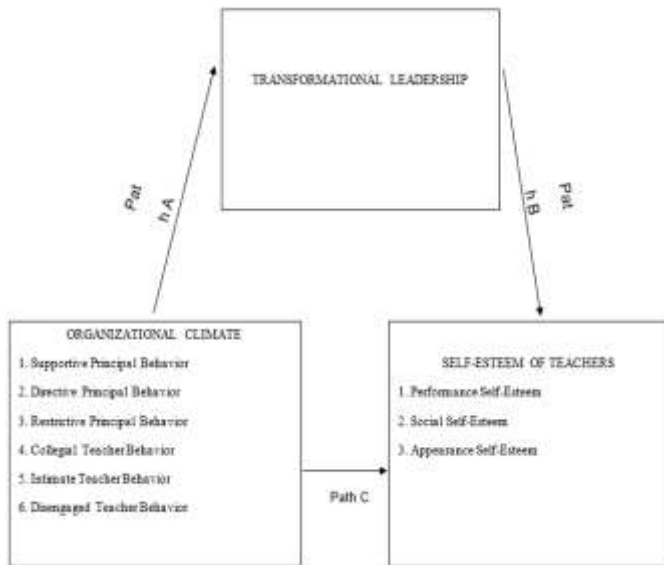 TRANSFORMATIONAL LEADERSHIP
Pat
h A
Pat
h B
ORGANIZATIONAL CLIMATE
1. Supportive Principal Behavior
2. Directive Principal Behavior
3. Restrictive Principal Behavior
4. Collegial Teacher Behavior
5. Intimate Teacher Behavior
6. Disengaged Teacher Behavior
Path C
SELF-ESTEEM OF TEACHERS
1. Performance Self-Esteem
2. Social Self-Esteem
3. Appearance Self-Esteem